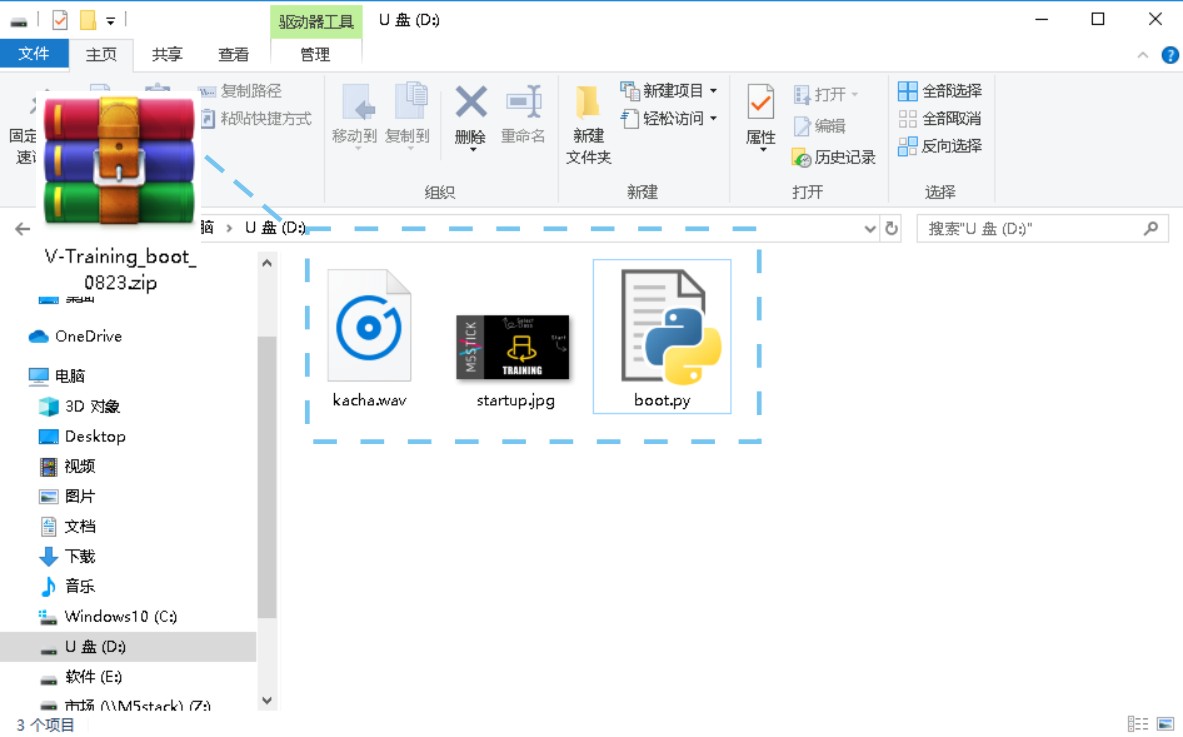 驱动器工具 U 盘 (D:)
文件 主页 共享 查看 管理
复制路径
粘贴快捷方式
固定
移动到 复制到 删除 重命名
新建
文件夹
新建项目
轻松访问
属性
打开
编辑
历史记录
全部选择
全部取消
反向选择
组织 新建 打开 选择
脑 › U 盘 (D:)
搜索"U 盘 (D:)"
V-Training_boot_
0823.zip
桌面
OneDrive
电脑
3D 对象
Desktop
视频
图片
文档
下载
音乐
Windows10 (C:)
U 盘 (D:)
软件 (E:)
市场 (\\M5stack) (Z:)
M5STICK
Select
Class
Start
TRAINING
kacha.wav
startup.jpg
boot.py
3 个项目